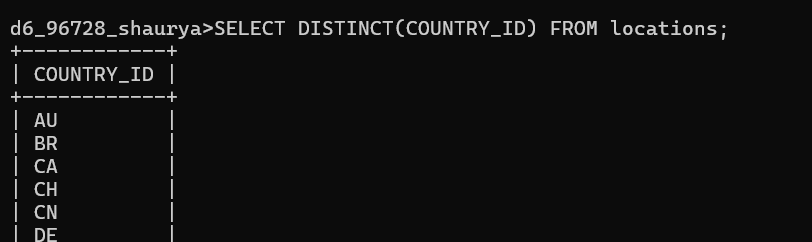 d6_96728_shaurya>SELECT DISTINCT(COUNTRY_ID) FROM locations;
+------------+
| COUNTRY_ID |
+------------+
| AU         |
| BR         |
| CA         |
| CH         |
| CN         |
| DE         |